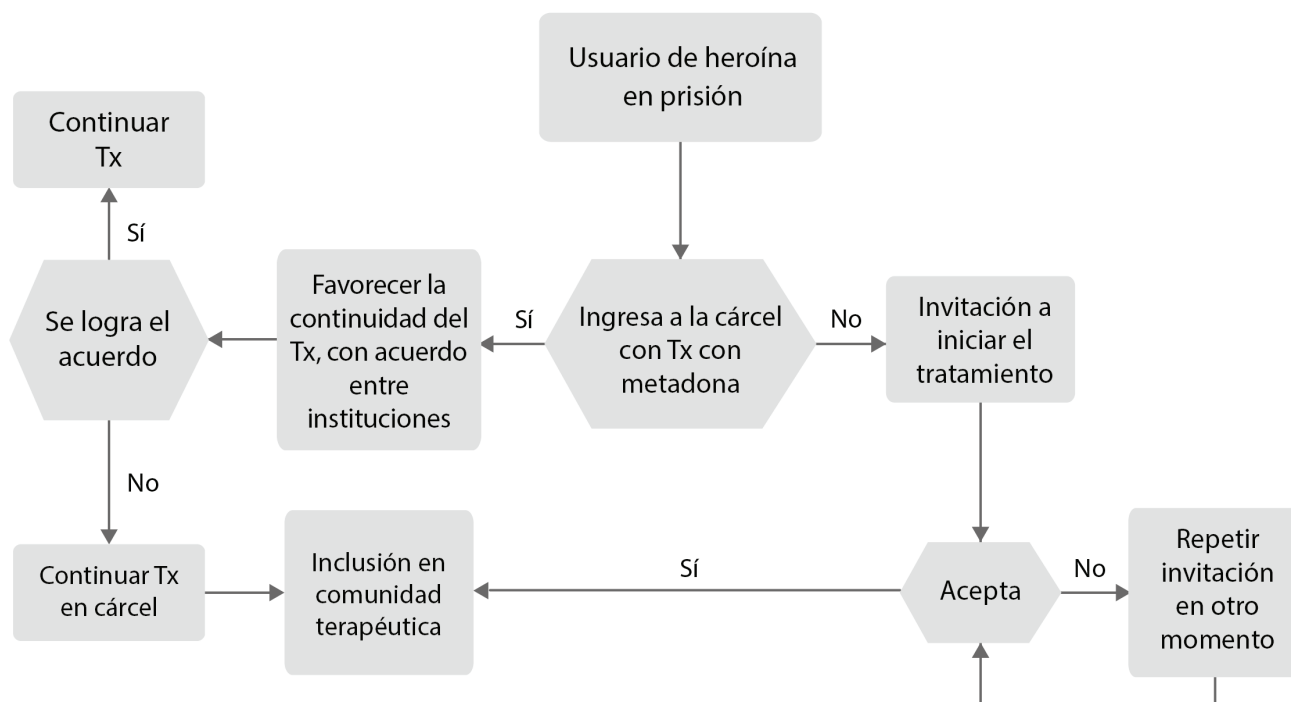 Usuario de heroína
en prisión
Continuar
Tx
Sí
Se logra el
acuerdo
Favorecer la
continuidad del
Tx, con acuerdo
entre
instituciones
Sí
Ingresa a la cárcel
con Tx con
metadona
No
Invitación a
iniciar el
tratamiento
No
Continuar Tx
en cárcel
Inclusión en
comunidad
terapéutica
Sí
Acepta
No
Repetir
invitación
en otro
momento